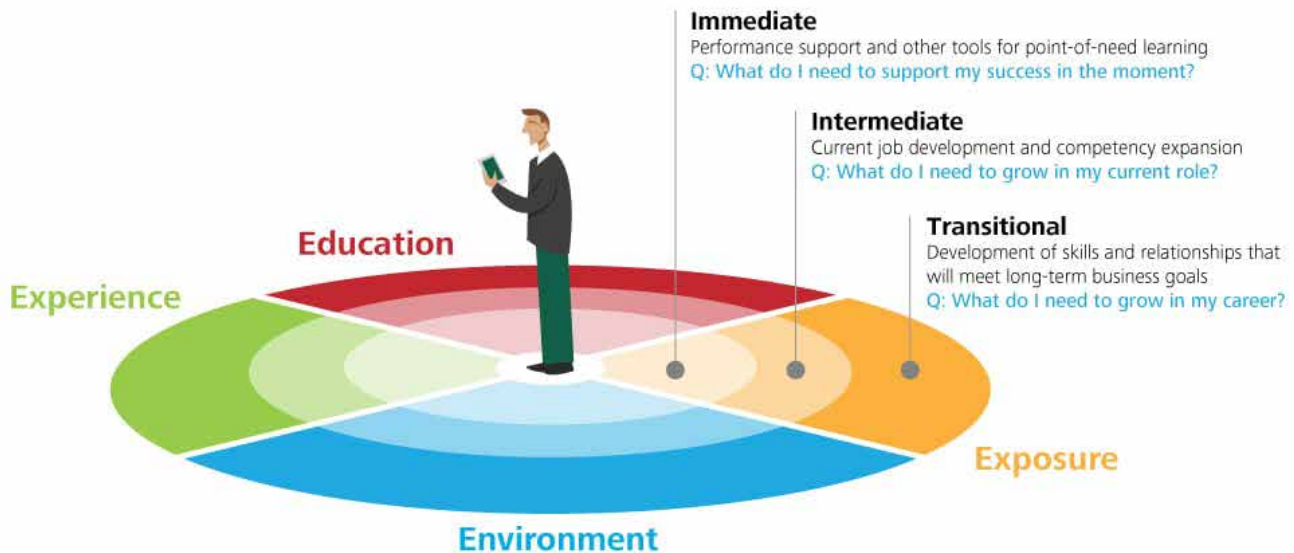 Immediate
Performance support and other tools for point-of-need learning
Q: What do I need to support my success in the moment?
Intermediate
Current job development and competency expansion
Q: What do I need to grow in my current role?
Transitional
Development of skills and relationships that
will meet long-term business goals
Q: What do I need to grow in my career?
Education
Experience
Exposure
Environment